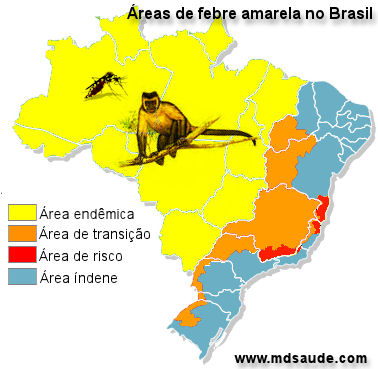 Áreas de febre amarela no Brasil
Área endêmica
Área de transição
Área de risco
Área índene
www.mdsaude.com